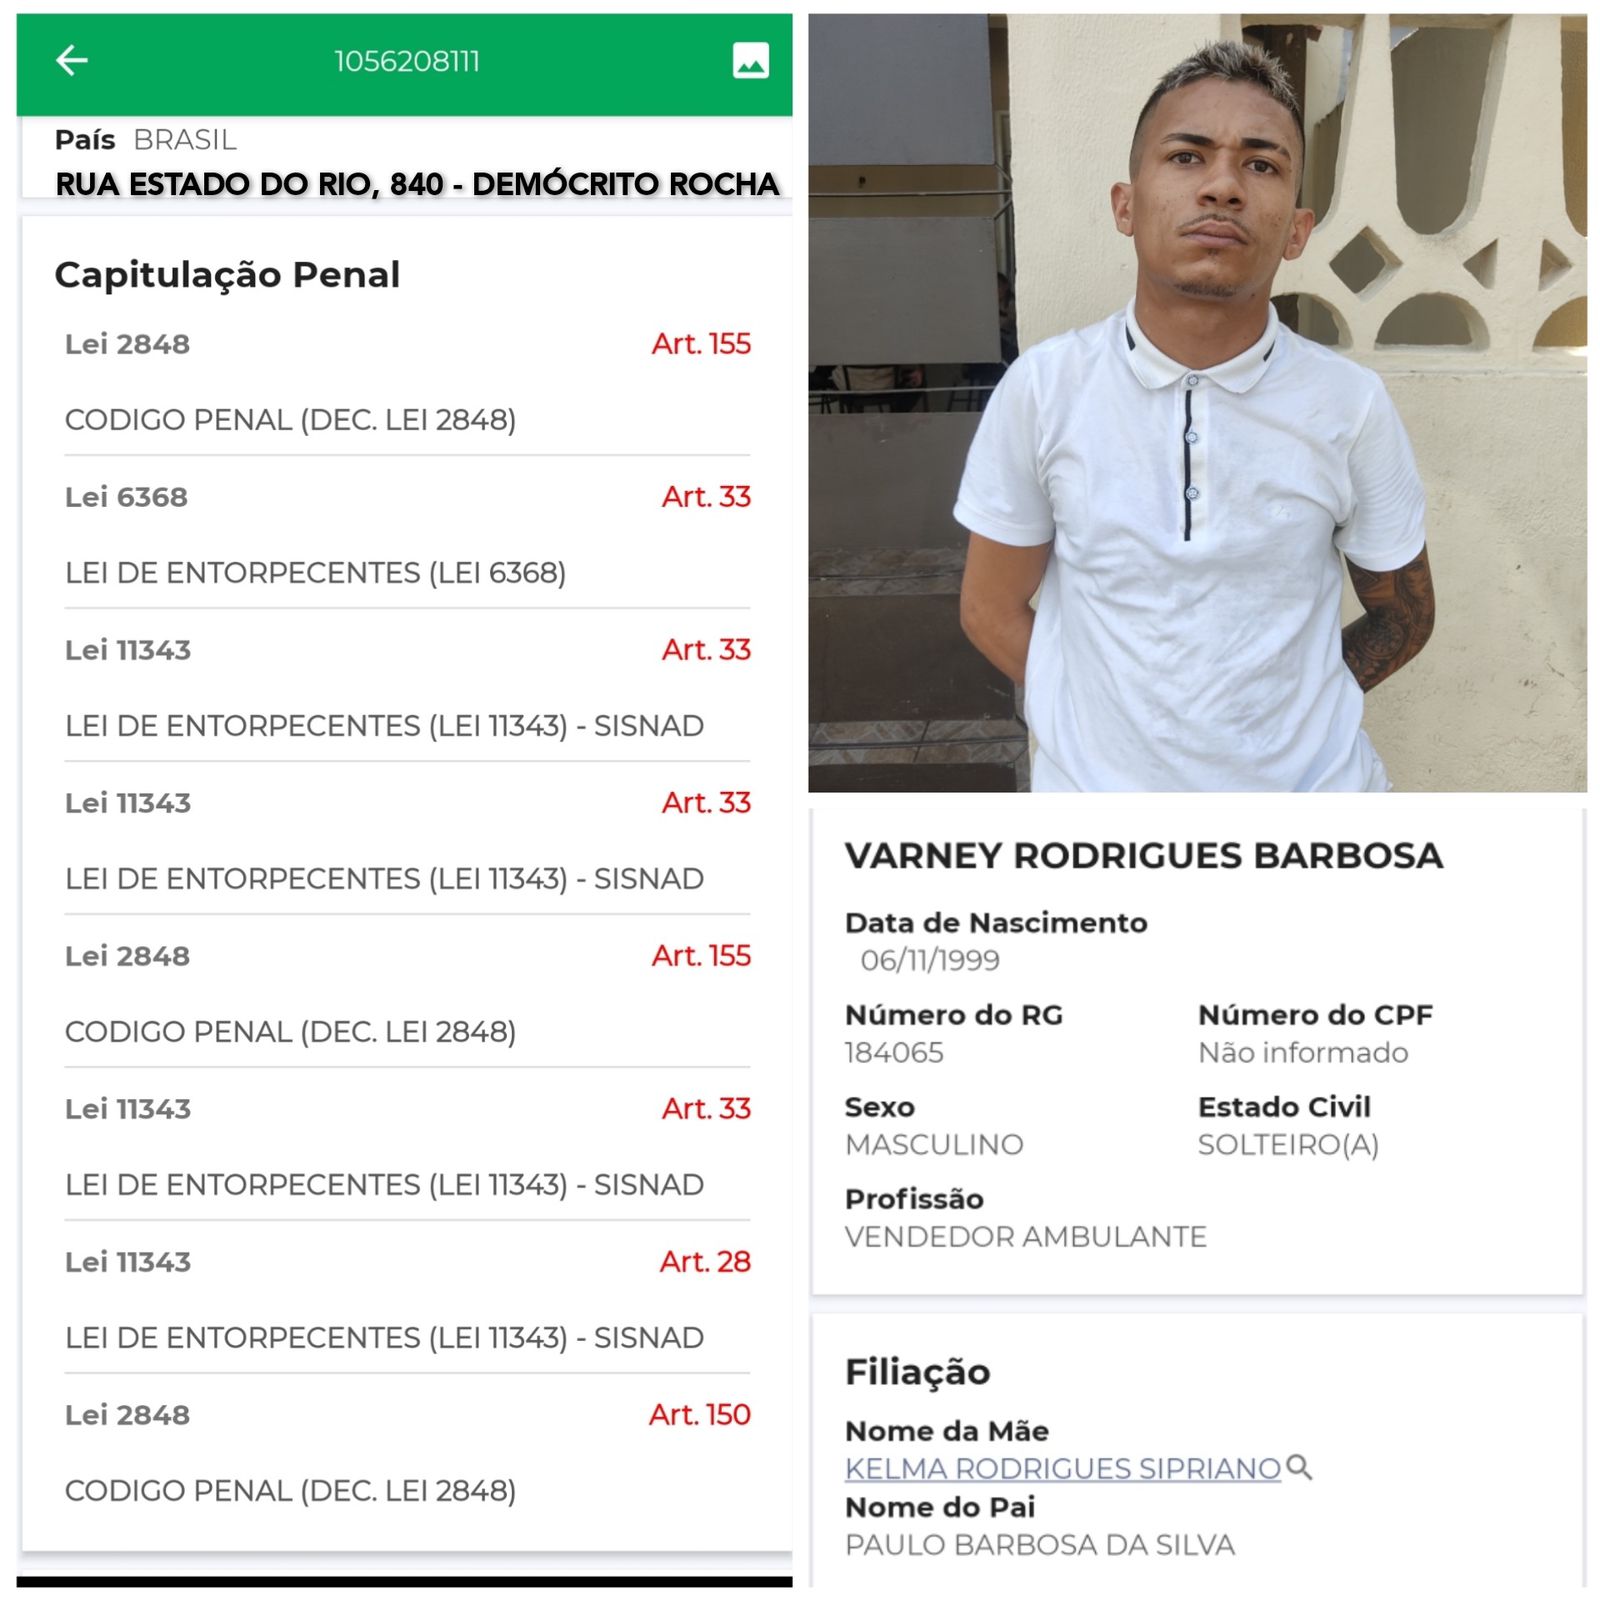 1056208111
País BRASIL
RUA ESTADO DO RIO, 840 - DEMÓCRITO ROCHA
Capitulação Penal
Lei 2848 Art. 155
CODIGO PENAL (DEC. LEI 2848)
Lei 6368 Art. 33
LEI DE ENTORPECENTES (LEI 6368)
Lei 11343 Art. 33
LEI DE ENTORPECENTES (LEI 11343) - SISNAD
Lei 11343 Art. 33
LEI DE ENTORPECENTES (LEI 11343) - SISNAD
Lei 2848 Art. 155
CODIGO PENAL (DEC. LEI 2848)
Lei 11343 Art. 33
LEI DE ENTORPECENTES (LEI 11343) - SISNAD
Lei 11343 Art. 28
LEI DE ENTORPECENTES (LEI 11343) - SISNAD
Lei 2848 Art. 150
CODIGO PENAL (DEC. LEI 2848)
VARNEY RODRIGUES BARBOSA
Data de Nascimento
06/11/1999
Número do RG Número do CPF
184065 Não informado
Sexo Estado Civil
MASCULINO SOLTEIRO(A)
Profissão
VENDEDOR AMBULANTE
Filiação
Nome da Mãe
KELMA RODRIGUES SIPRIANO
Nome do Pai
PAULO BARBOSA DA SILVA